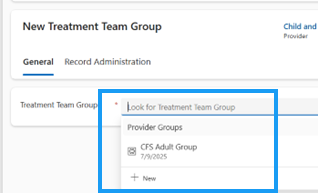 New Treatment Team Group
Child and
Provider
General Record Administration
Treatment Team Group * Look for Treatment Team Group
Provider Groups
CFS Adult Group
7/9/2025
+ New